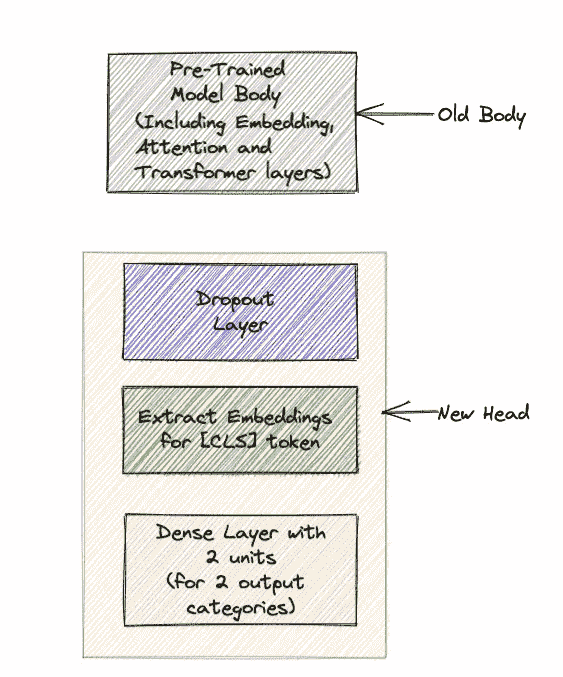 Pre-Trained
Model Body
(Including Embedding,
Attention and
Transformer layers)
Old Body
Dropout
Layer
Extract Embeddings
for [CLS] token
New Head
Dense Layer with
2 units
(for 2 output
categories)